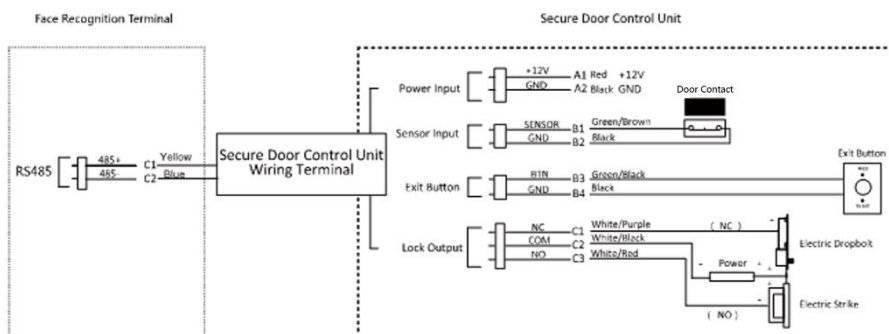 Face Recognition Terminal
Secure Door Control Unit
Power Input
+12V A1 Red +12V
GND A2 Black GND
Door Contact
Sensor Input
SENSOR B1 Green/Brown
GND B2 Black
RS485
485+ C1 Yellow
485- C2 Blue
Secure Door Control Unit
Wiring Terminal
Exit Button
Exit Button
BTN B3 Green/Black
GND B4 Black
Lock Output
NC C1 White/Purple ( NC ) -
COM C2 White/Black
NO C3 White/Red
Electric Dropbolt
- Power + +
+
-
Electric Strike
( NO )